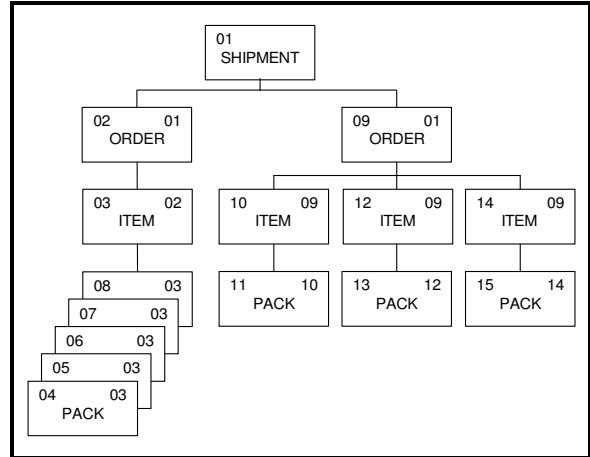 01
SHIPMENT
02 01
ORDER
09 01
ORDER
03 02
ITEM
10 09
ITEM
12 09
ITEM
14 09
ITEM
08 03
07 03
06 03
05 03
04 03
PACK
11 10
PACK
13 12
PACK
15 14
PACK